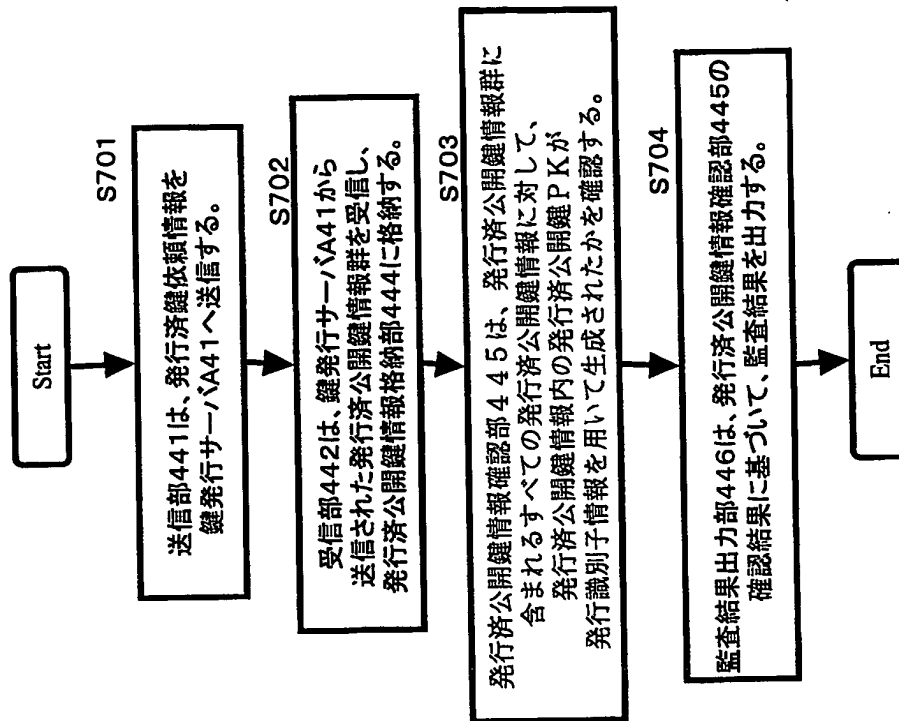 Start
S701
送信部441は、発行済鍵依頼情報を
鍵発行サーバA41へ送信する。
S702
受信部442は、鍵発行サーバA41から
送信された発行済公開鍵情報群を受信し、
発行済公開鍵情報格納部444に格納する。
S703
発行済公開鍵情報確認部445は、発行済公開鍵情報群に
含まれるすべての発行済公開鍵情報に対して、
発行済公開鍵情報内の発行済公開鍵PKが
発行識別子情報を用いて生成されたかを確認する。
S704
監査結果出力部446は、発行済公開鍵情報確認部445の
確認結果に基づいて、監査結果を出力する。
End